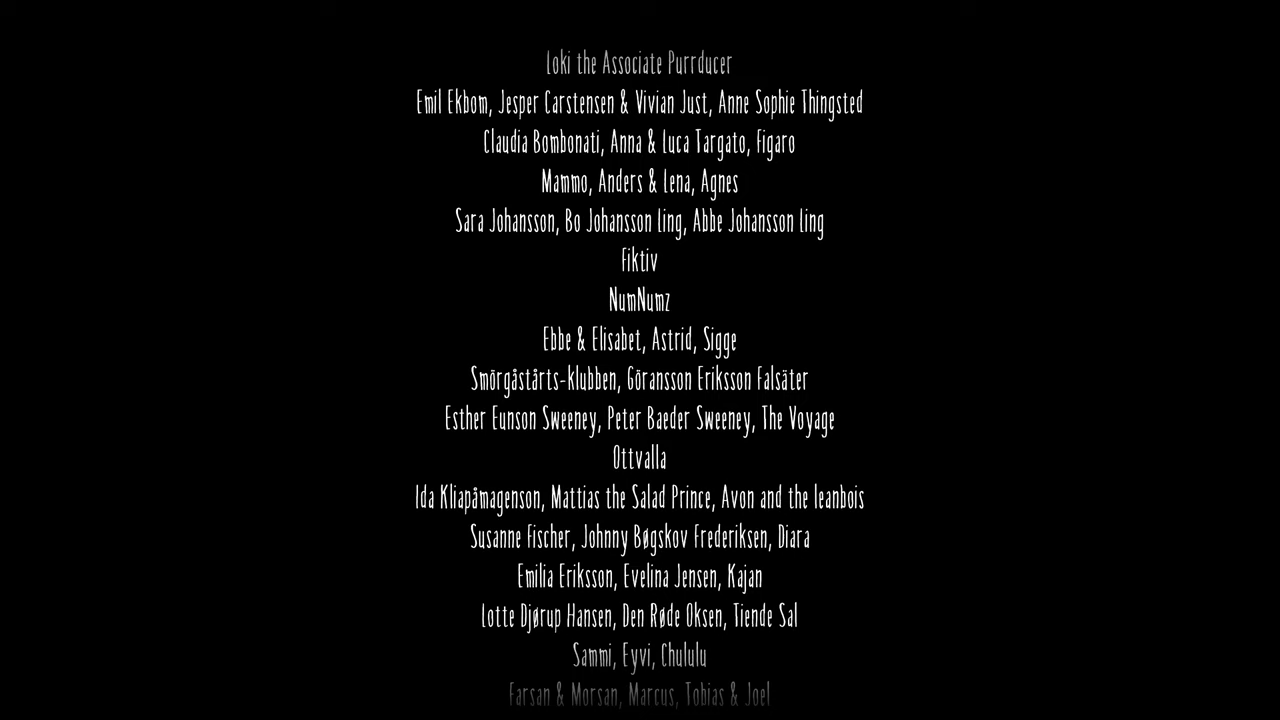 Loki the Associate Purrducer
Emil Ekbom, Jesper Carstensen & Vivian Just, Anne Sophie Thingsted
Claudia Bombonati, Anna & Luca Targato, Figaro
Mammo, Anders & Lena, Agnes
Sara Johansson, Bo Johansson Ling, Abbe Johansson Ling
Fiktiv
NumNumz
Ebbe & Elisabet, Astrid, Sigge
Smörgåstårts-klubben, Göransson Eriksson Falsäter
Esther Eunson Sweeney, Peter Baeder Sweeney, The Voyage
Ottvalla
Ida Kliapåmagenson, Mattias the Salad Prince, Avon and the leanbois
Susanne Fischer, Johnny Bøgskov Frederiksen, Diara
Emilia Eriksson, Evelina Jensen, Kajan
Lotte Djørup Hansen, Den Røde Oksen, Tiende Sal
Sammi, Eyvi, Chululu
Farsan & Morsan, Marcus, Tobias & Joel